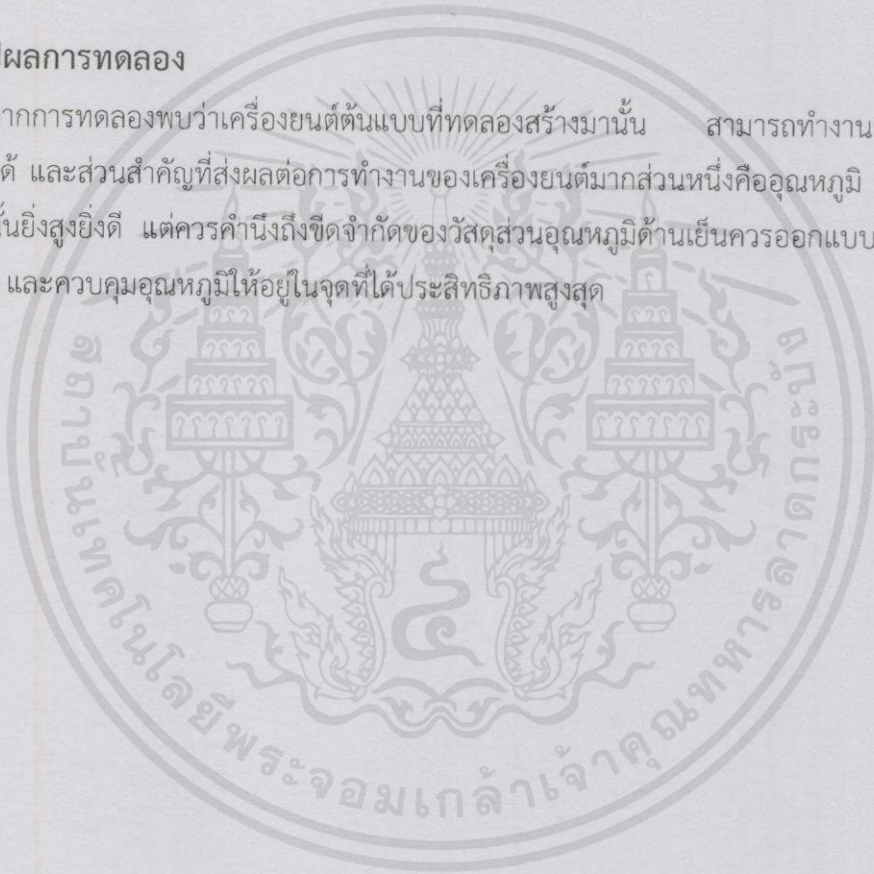 ปผลการทดลอง
ากการทดลองพบว่าเครื่องยนต์ต้นแบบที่ทดลองสร้างมานั้น สามารถทำงาน
ด้ และส่วนสำคัญที่ส่งผลต่อการทำงานของเครื่องยนต์มากส่วนหนึ่งคืออุณหภูมิ
ั้นยิ่งสูงยิ่งดี แต่ควรคำนึงถึงขีดจำกัดของวัสดุส่วนอุณหภูมิด้านเย็นควรออกแบบ
และควบคุมอุณหภูมิให้อยู่ในจุดที่ได้ประสิทธิภาพสูงสุด
สถาบันเทคโนโลยีพระจอมเกล้าเจ้าคุณทหารลาดกระบัง